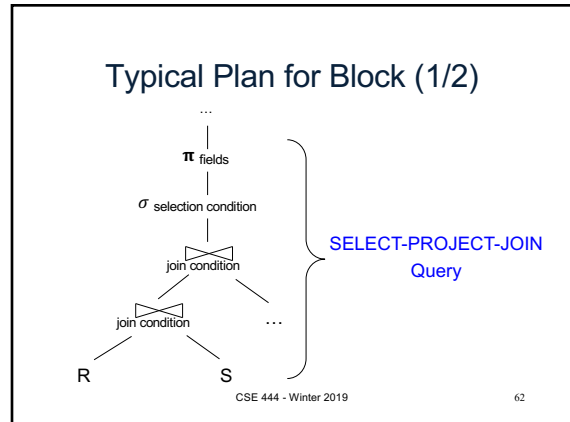 Typical Plan for Block (1/2)
...
π fields
σ selection condition
join condition
join condition
...
R S
SELECT-PROJECT-JOIN
Query
CSE 444 - Winter 2019 62